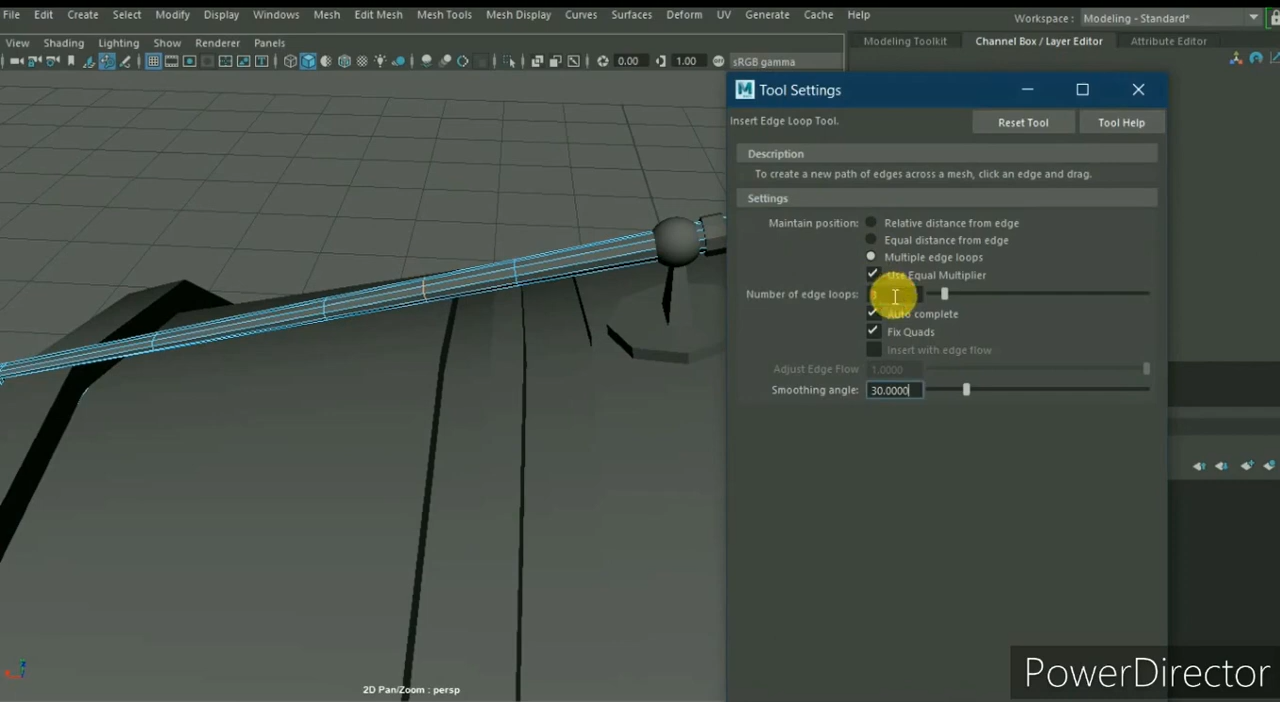 File Edit Create Select Modify Display Windows Mesh Edit Mesh Mesh Tools Mesh Display Curves Surfaces Deform UV Generate Cache Help
Workspace : Modeling - Standard*
View Shading Lighting Show Renderer Panels
Modeling Toolkit Channel Box / Layer Editor Attribute Editor
0.00 1.00 sRGB gamma
Tool Settings
Insert Edge Loop Tool.
Reset Tool Tool Help
Description
To create a new path of edges across a mesh, click an edge and drag.
Settings
Maintain position: Relative distance from edge
Equal distance from edge
Multiple edge loops
Use Equal Multiplier
Number of edge loops:
Auto complete
Fix Quads
Insert with edge flow
Adjust Edge Flow 1.0000
Smoothing angle: 30.0000
2D Pan/Zoom : persp
PowerDirector